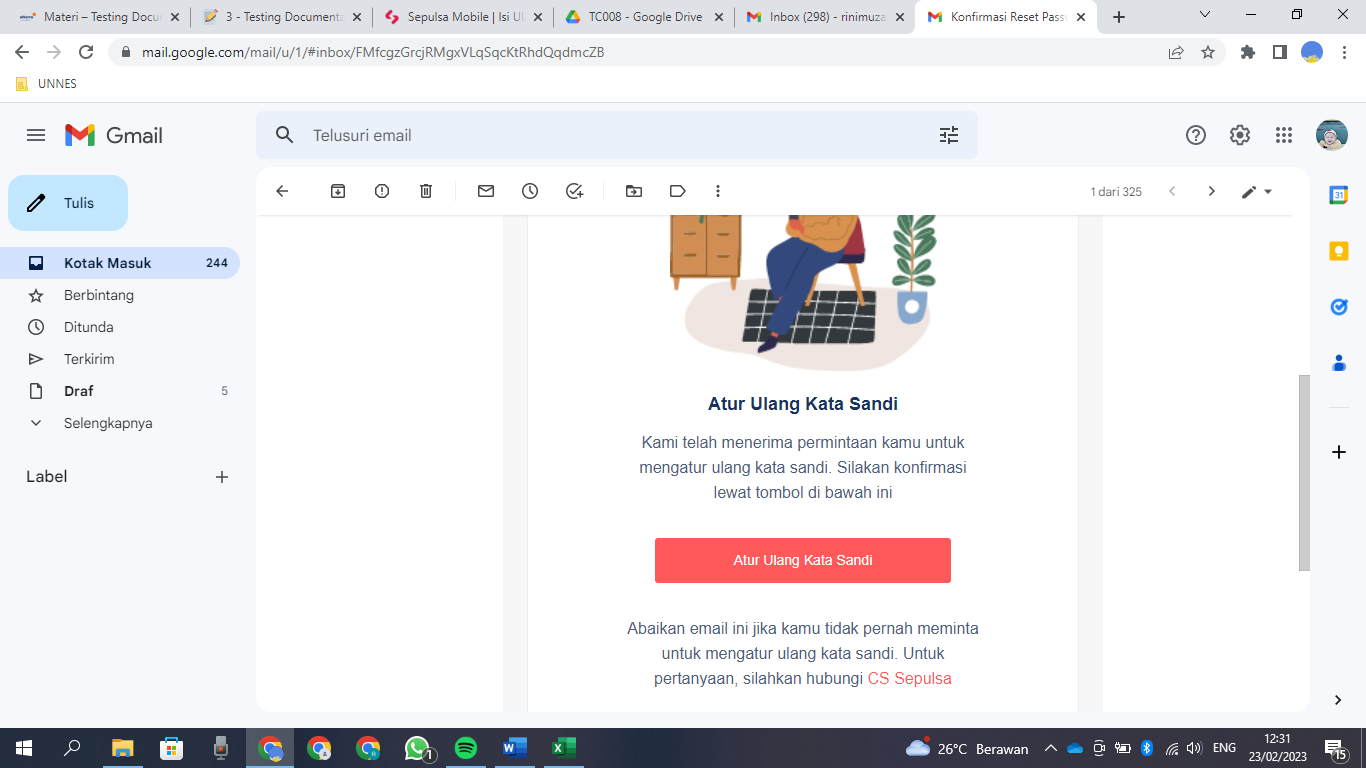 Materi – Testing Docu
3 - Testing Documenta
Sepulsa Mobile | Isi Ul
TC008 - Google Drive
Inbox (298) - rinimuza
Konfirmasi Reset Passw
mail.google.com/mail/u/1/#inbox/FMfcgzGrcjRMgxVLqSqcKtRhdQqdmcZB
UNNES
Gmail
Telusuri email
Tulis
1 dari 325
31
Kotak Masuk 244
Berbintang
Ditunda
Terkirim
Draf 5
Selengkapnya
Label
Atur Ulang Kata Sandi
Kami telah menerima permintaan kamu untuk
mengatur ulang kata sandi. Silakan konfirmasi
lewat tombol di bawah ini
Atur Ulang Kata Sandi
Abaikan email ini jika kamu tidak pernah meminta
untuk mengatur ulang kata sandi. Untuk
pertanyaan, silahkan hubungi CS Sepulsa
26°C Berawan
ENG
12:31
23/02/2023
15